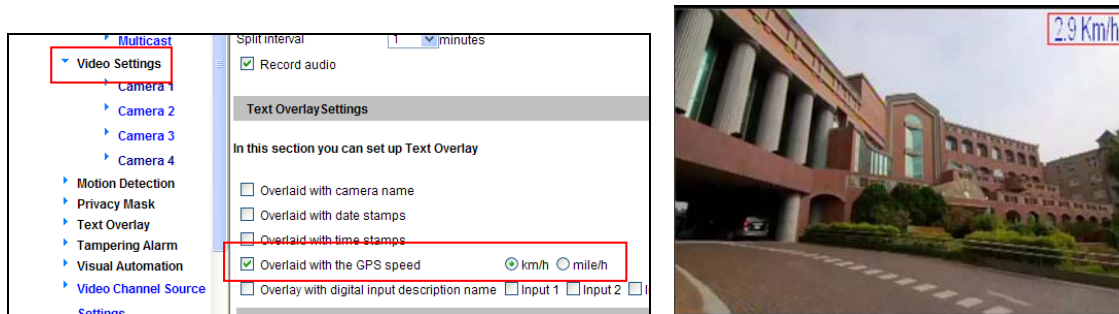 Multicast
Video Settings
Camera 1
Camera 2
Camera 3
Camera 4
Motion Detection
Privacy Mask
Text Overlay
Tampering Alarm
Visual Automation
Video Channel Source
Settings
Split interval 1 minutes
Record audio
Text OverlaySettings
In this section you can set up Text Overlay
Overlaid with camera name
Overlaid with date stamps
Overlaid with time stamps
Overlaid with the GPS speed km/h mile/h
Overlay with digital input description name Input 1 Input 2
2.9 Km/h